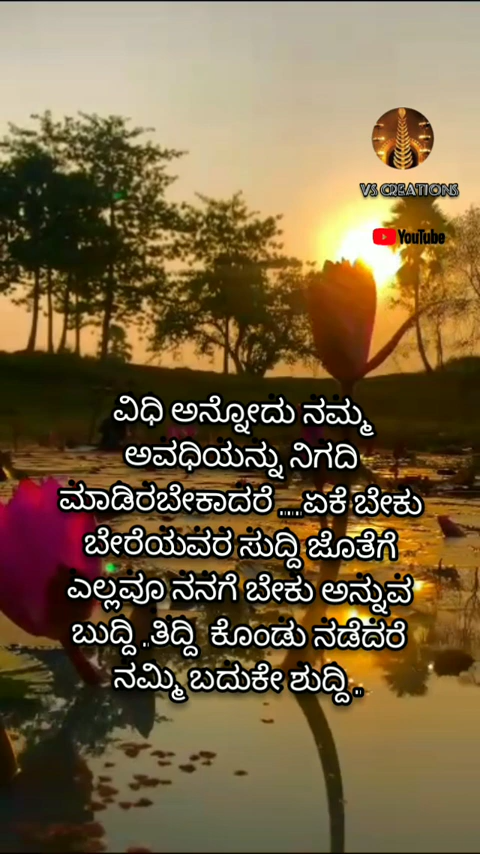 VS CREATIONS
YouTube
ವಿಧಿ ಅನ್ನೋದು ನಮ್ಮ
ಅವಧಿಯನ್ನು ನಿಗದಿ
ಮಾಡಿರಬೇಕಾದರೆ .....ಏಕೆ ಬೇಕು
ಬೇರೆಯವರ ಸುದ್ದಿ ಜೊತೆಗೆ
ಎಲ್ಲವೂ ನನಗೆ ಬೇಕು ಅನ್ನುವ
ಬುದ್ದಿ ..ತಿದ್ದಿ ಕೊಂಡು ನಡೆದರೆ
ನಮ್ಮಿ ಬದುಕೇ ಶುದ್ದಿ ..